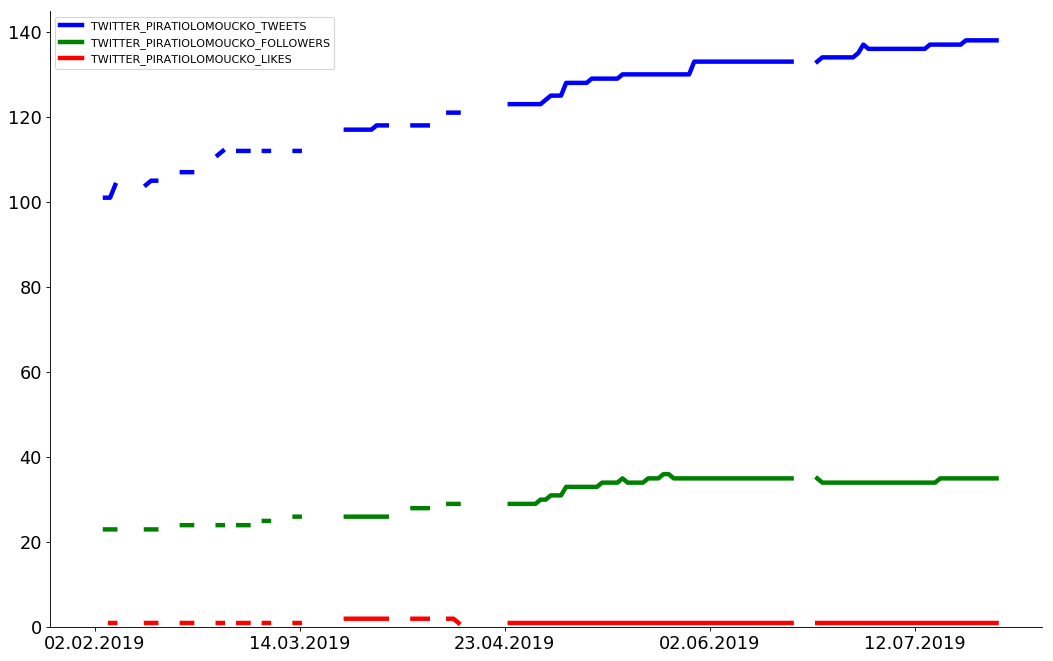 TWITTER_PIRATIOLOMOUCKO_TWEETS
TWITTER_PIRATIOLOMOUCKO_FOLLOWERS
TWITTER_PIRATIOLOMOUCKO_LIKES
140
120
100
80
60
40
20
0
02.02.2019 14.03.2019 23.04.2019 02.06.2019 12.07.2019